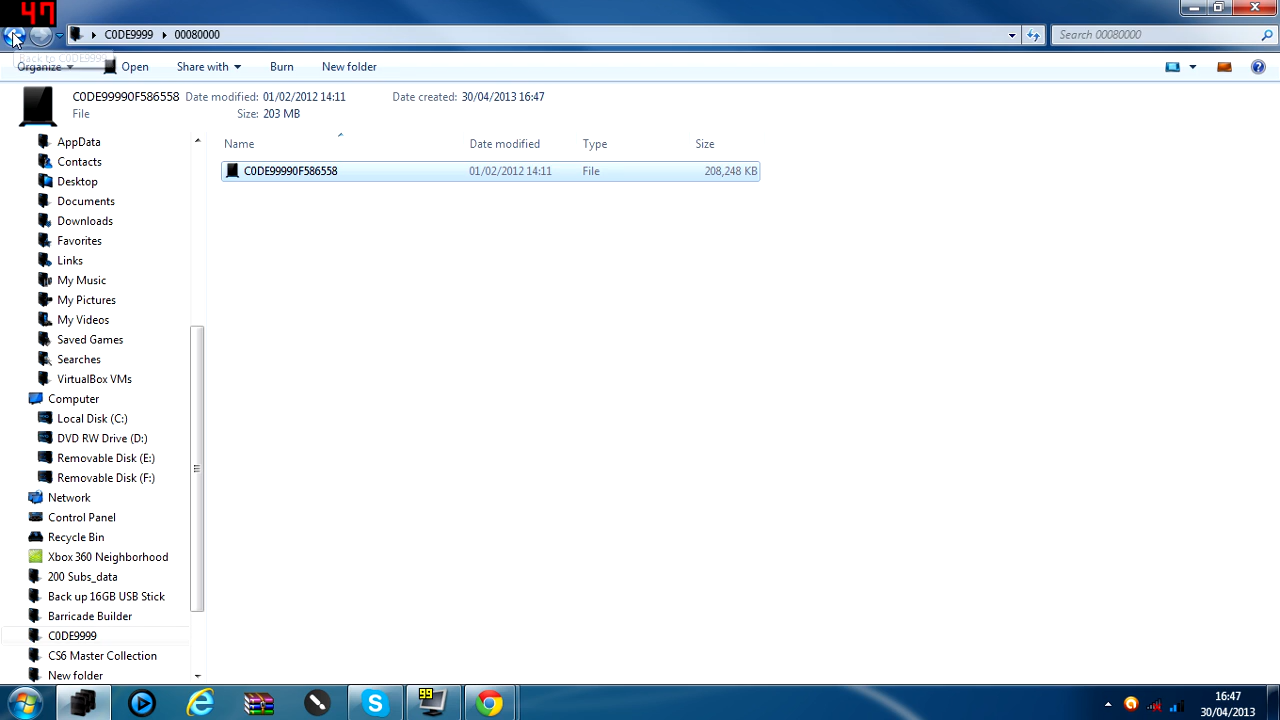 47
C0DE9999 00080000
Search 00080000
Back to C0DE9999
Organize Open Share with Burn New folder
C0DE99990F586558 Date modified: 01/02/2012 14:11 Date created: 30/04/2013 16:47
File Size: 203 MB
Name Date modified Type Size
C0DE99990F586558 01/02/2012 14:11 File 208,248 KB
AppData
Contacts
Desktop
Documents
Downloads
Favorites
Links
My Music
My Pictures
My Videos
Saved Games
Searches
VirtualBox VMs
Computer
Local Disk (C:)
DVD RW Drive (D:)
Removable Disk (E:)
Removable Disk (F:)
Network
Control Panel
Recycle Bin
Xbox 360 Neighborhood
200 Subs_data
Back up 16GB USB Stick
Barricade Builder
C0DE9999
CS6 Master Collection
New folder
99
16:47
30/04/2013